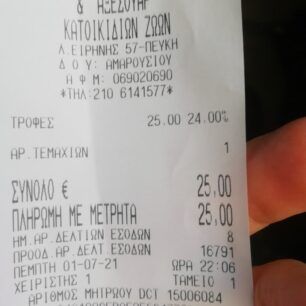 & ΑΞΕΣΟΥΑΡ
ΚΑΤΟΙΚΙΔΙΩΝ ΖΩΩΝ
Λ.ΕΙΡΗΝΗΣ 57-ΠΕΥΚΗ
Δ Ο Υ: ΑΜΑΡΟΥΣΙΟΥ
Α Φ Μ: 069020690
*ΤΗΛ:210 6141577*
ΤΡΟΦΕΣ 25.00 24.00%
ΑΡ.ΤΕΜΑΧΙΩΝ 1
ΣΥΝΟΛΟ € 25,00
ΠΛΗΡΩΜΗ ΜΕ ΜΕΤΡΗΤΑ 25,00
ΗΜ.ΑΡ.ΔΕΛΤΙΩΝ ΕΣΟΔΩΝ 8
ΠΡΟΟΔ.ΑΡ.ΔΕΛΤ.ΕΣΟΔΩΝ 16791
ΠΕΜΠΤΗ 01-07-21 ΩΡΑ 22:06
ΧΕΙΡΙΣΤΗΣ 1 ΤΑΜΕΙΟ 1
ΑΡΙΘΜΟΣ ΜΗΤΡΩΟΥ DCT 15006084